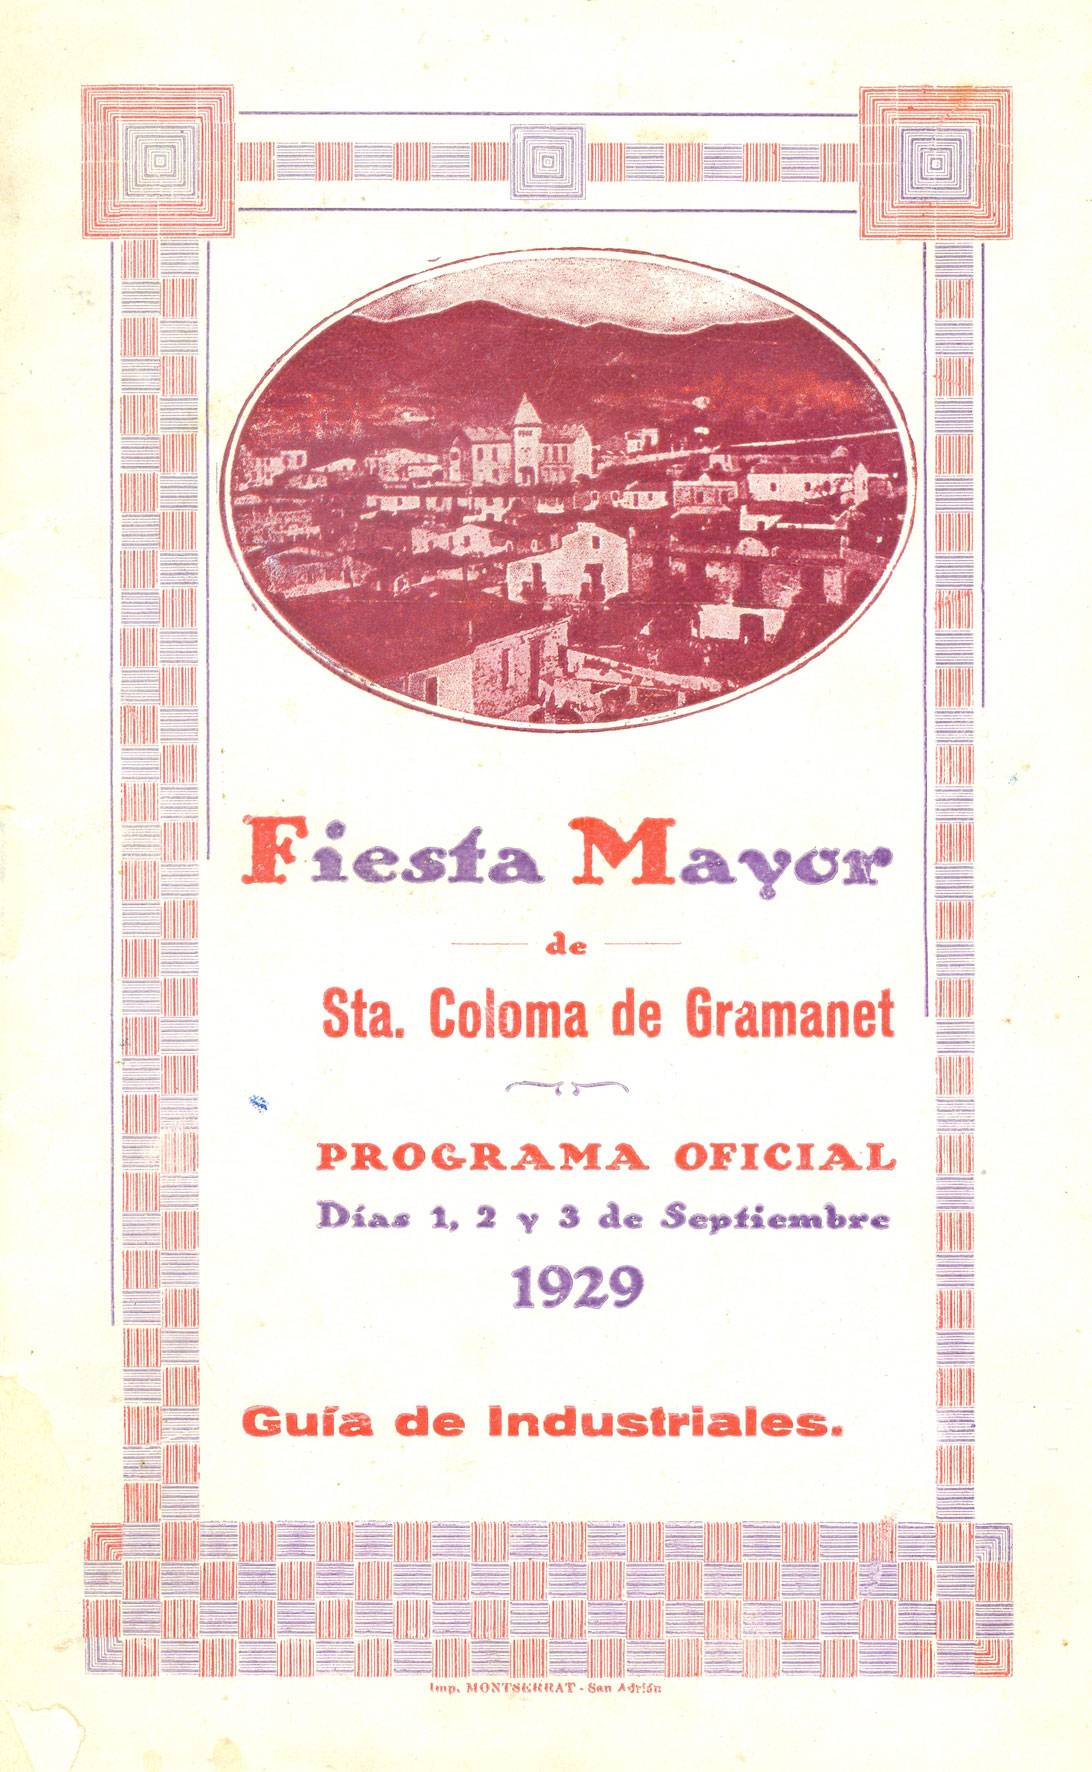 Fiesta Mayor
de
Sta. Coloma de Gramanet
PROGRAMA OFICIAL
Días 1, 2 y 3 de Septiembre
1929
Guía de Industriales.
Imp. MONTSERRAT - San Adrián